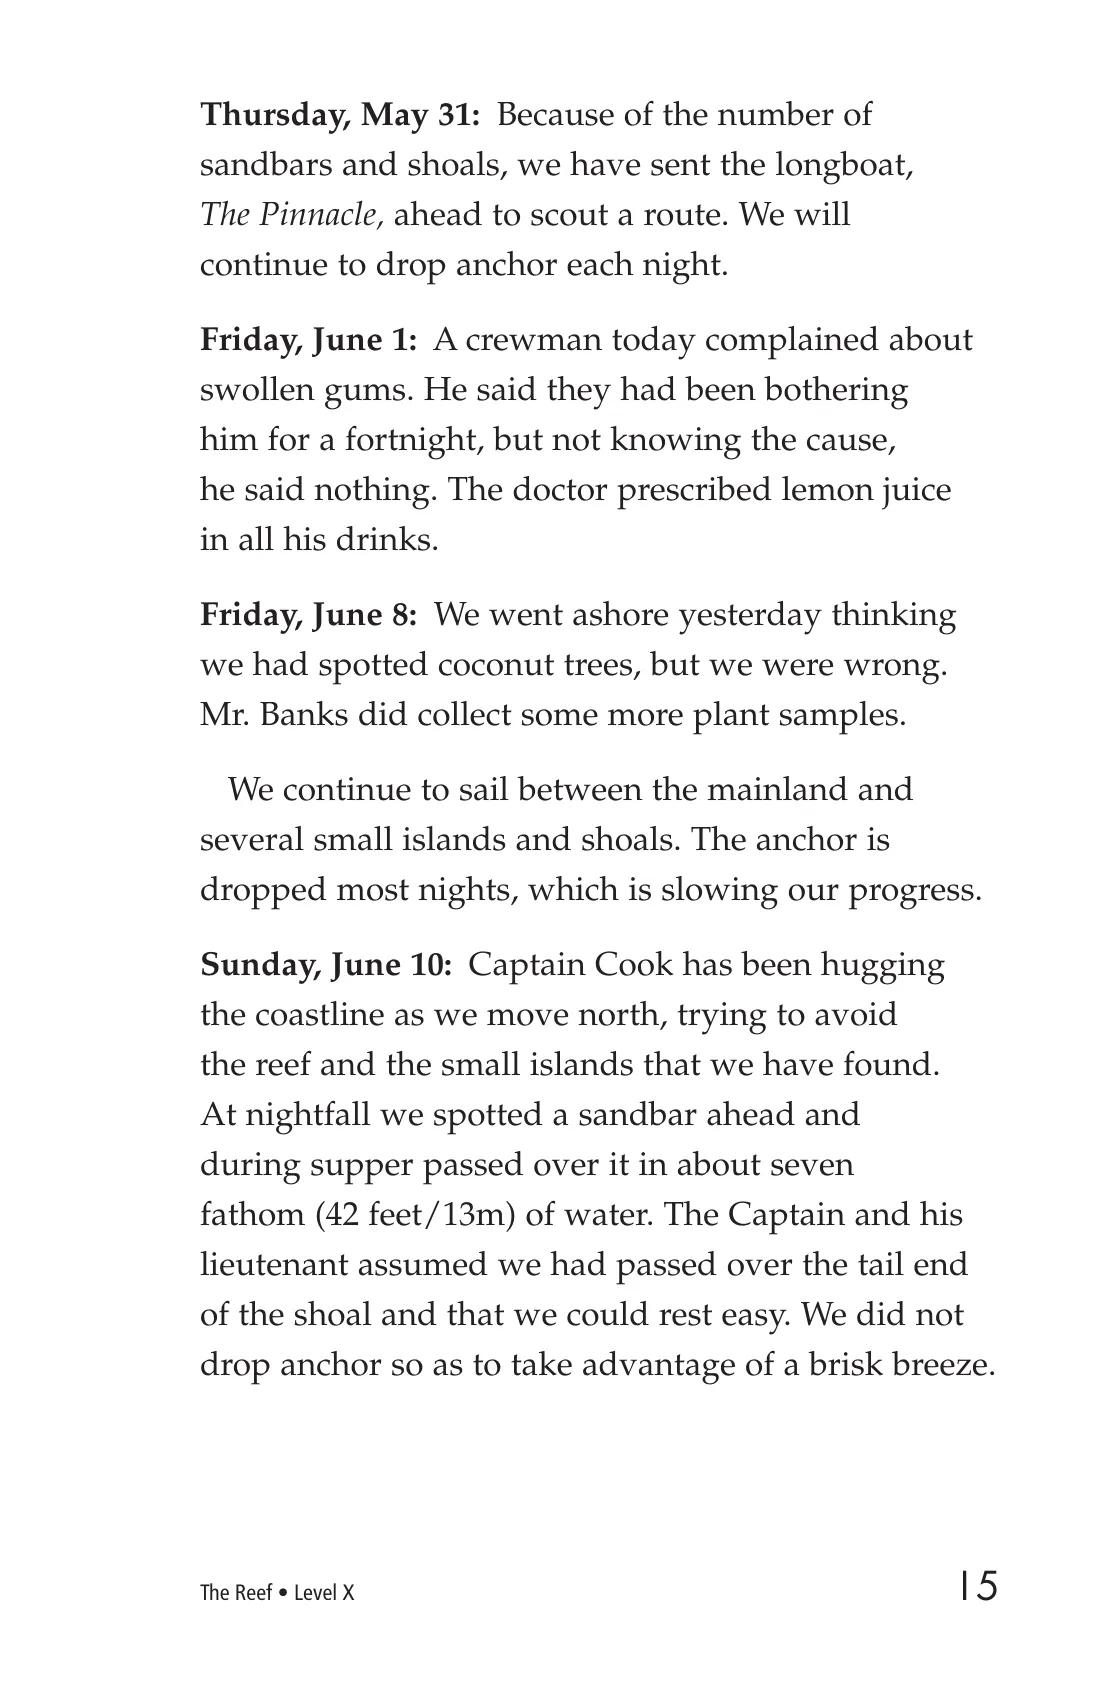 Thursday, May 31: Because of the number of
sandbars and shoals, we have sent the longboat,
The Pinnacle, ahead to scout a route. We will
continue to drop anchor each night.
Friday, June 1: A crewman today complained about
swollen gums. He said they had been bothering
him for a fortnight, but not knowing the cause,
he said nothing. The doctor prescribed lemon juice
in all his drinks.
Friday, June 8: We went ashore yesterday thinking
we had spotted coconut trees, but we were wrong.
Mr. Banks did collect some more plant samples.
We continue to sail between the mainland and
several small islands and shoals. The anchor is
dropped most nights, which is slowing our progress.
Sunday, June 10: Captain Cook has been hugging
the coastline as we move north, trying to avoid
the reef and the small islands that we have found.
At nightfall we spotted a sandbar ahead and
during supper passed over it in about seven
fathom (42 feet/13m) of water. The Captain and his
lieutenant assumed we had passed over the tail end
of the shoal and that we could rest easy. We did not
drop anchor so as to take advantage of a brisk breeze.
The Reef • Level X
15